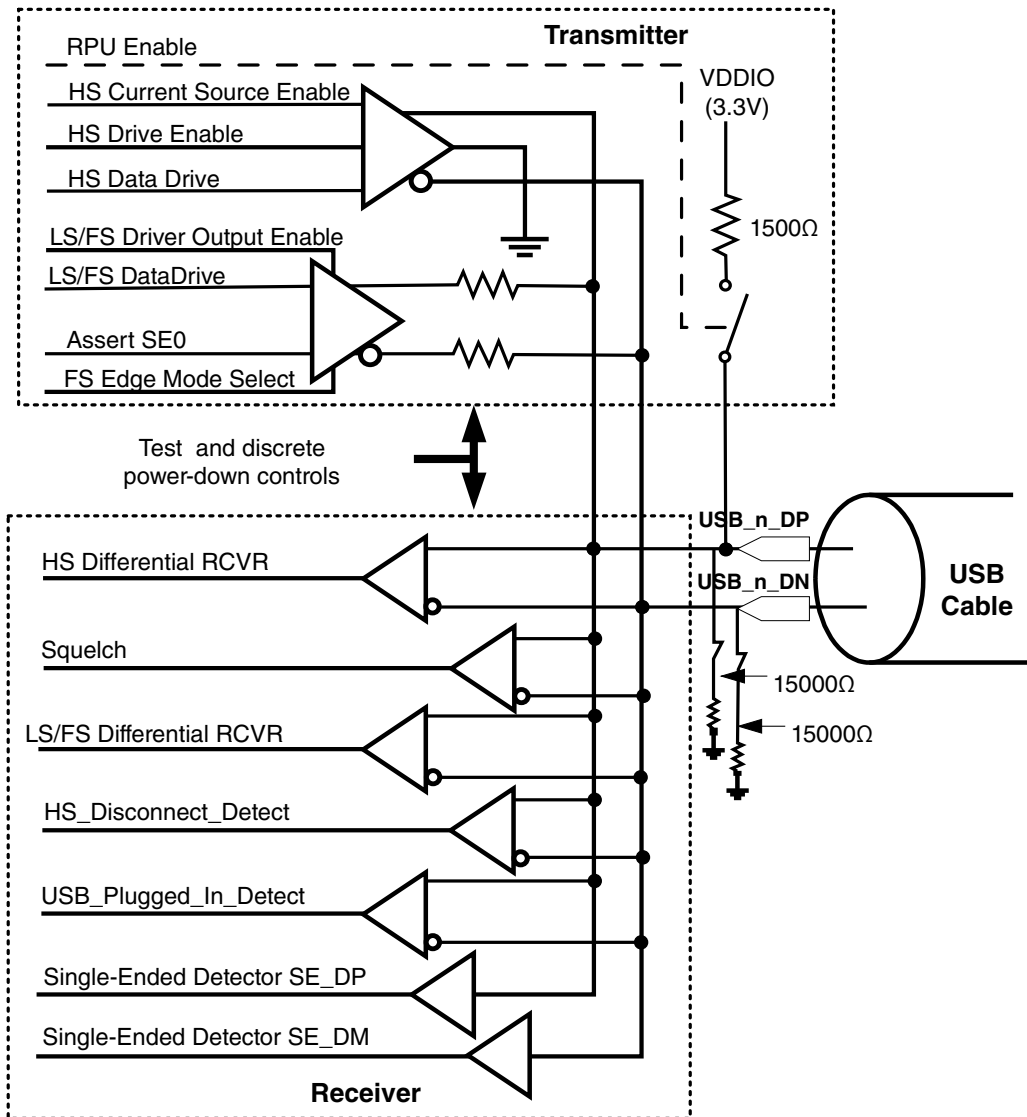 Transmitter
RPU Enable
HS Current Source Enable
HS Drive Enable
HS Data Drive
LS/FS Driver Output Enable
LS/FS DataDrive
Assert SE0
FS Edge Mode Select
VDDIO
(3.3V)
1500Ω
Test and discrete
power-down controls
USB_n_DP
USB_n_DN
USB
Cable
15000Ω
15000Ω
HS Differential RCVR
Squelch
LS/FS Differential RCVR
HS_Disconnect_Detect
USB_Plugged_In_Detect
Single-Ended Detector SE_DP
Single-Ended Detector SE_DM
Receiver